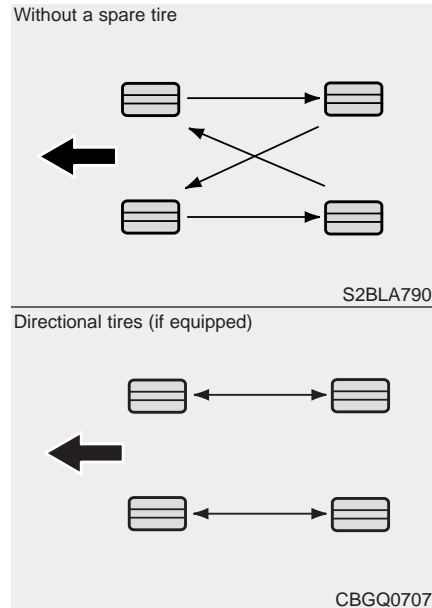 Without a spare tire
S2BLA790
Directional tires (if equipped)
CBGQ0707